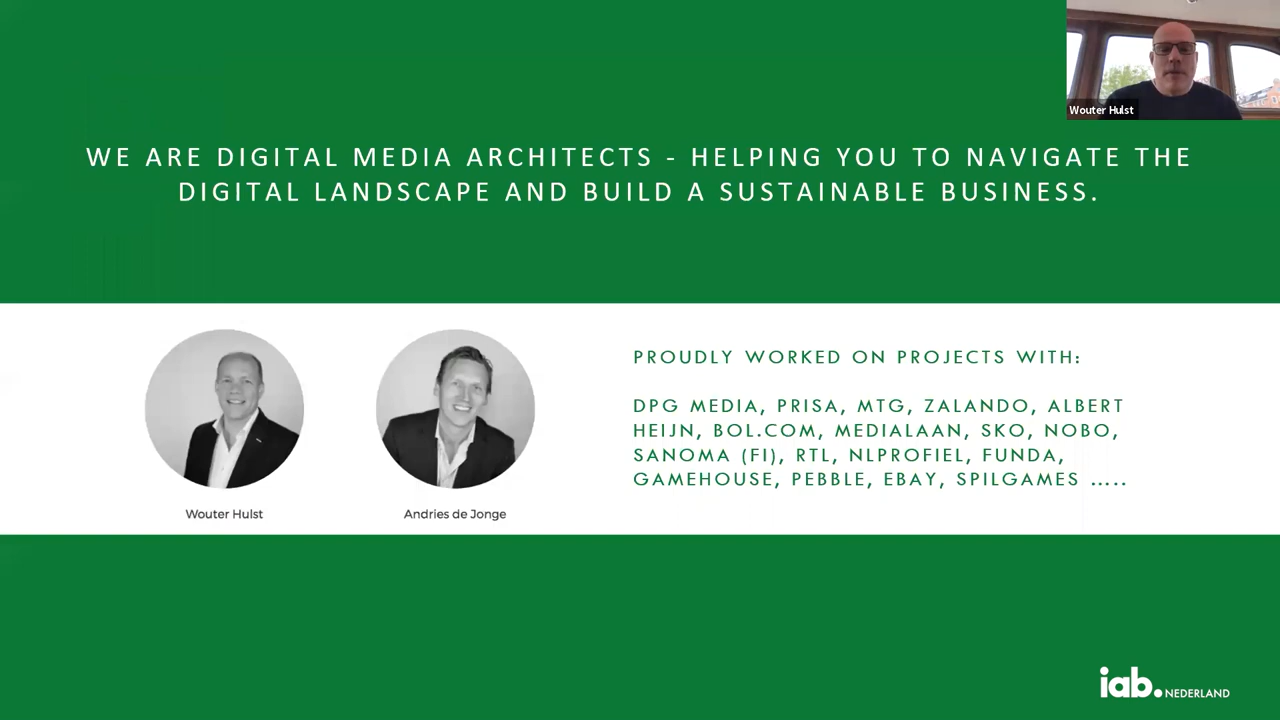 Wouter Hulst
WE ARE DIGITAL MEDIA ARCHITECTS - HELPING YOU TO NAVIGATE THE
DIGITAL LANDSCAPE AND BUILD A SUSTAINABLE BUSINESS.
Wouter Hulst
Andries de Jonge
PROUDLY WORKED ON PROJECTS WITH:
DPG MEDIA, PRISA, MTG, ZALANDO, ALBERT
HEIJN, BOL.COM, MEDIALAAN, SKO, NOBO,
SANOMA (FI), RTL, NLPROFIEL, FUNDA,
GAMEHOUSE, PEBBLE, EBAY, SPILGAMES .....
iab.NEDERLAND